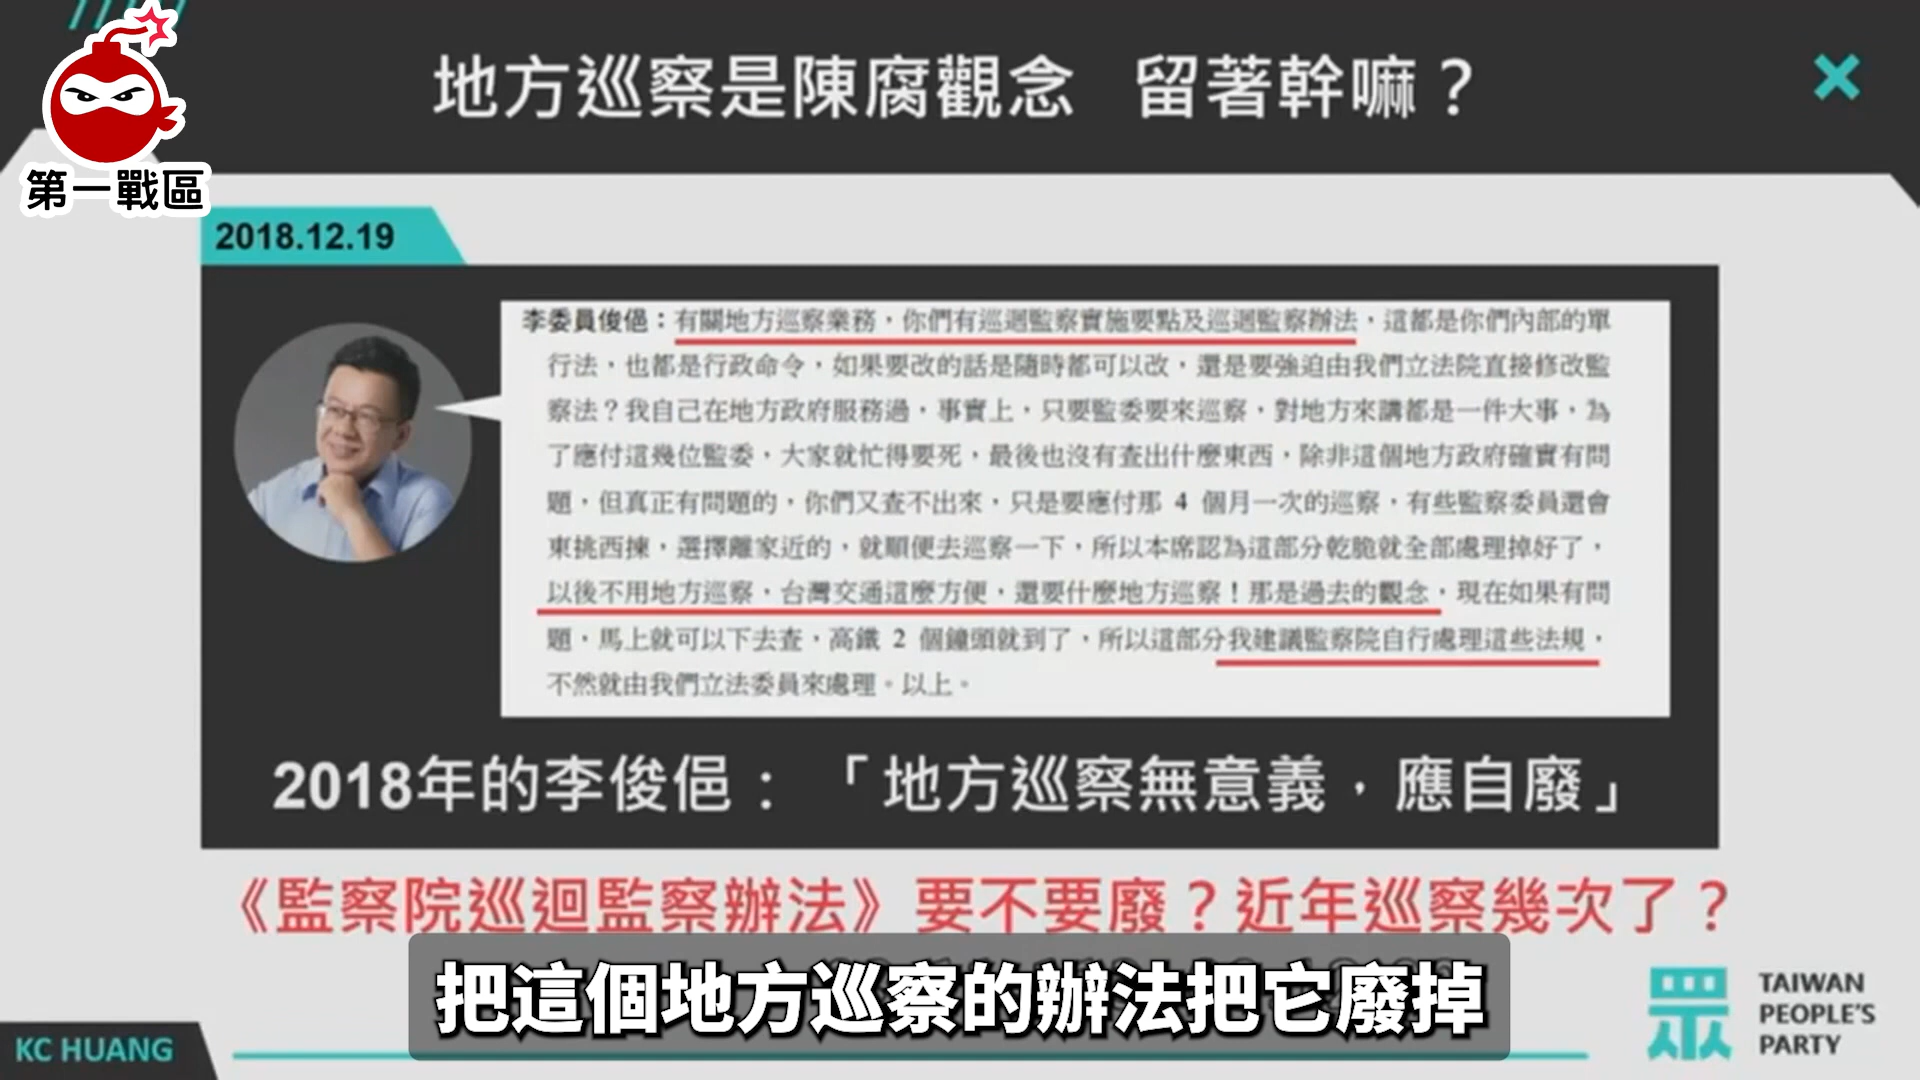 第一戰區
地方巡察是陳腐觀念 留著幹嘛？
2018.12.19
李委員俊俋：有關地方巡察業務，你們有巡迴監察實施要點及巡迴監察辦法，這都是你們內部的單
行法，也都是行政命令，如果要改的話是隨時都可以改，還是要強迫由我們立法院直接修改監
察法？我自己在地方政府服務過，事實上，只要監委要來巡察，對地方來講都是一件大事，為
了應付這幾位監委，大家就忙得要死，最後也沒有查出什麼東西，除非這個地方政府確實有問
題，但真正有問題的，你們又查不出來，只是要應付那 4 個月一次的巡察，有些監察委員還會
東挑西揀，選擇離家近的，就順便去巡察一下，所以本席認為這部分乾脆就全部處理掉好了，
以後不用地方巡察，台灣交通這麼方便，還要什麼地方巡察！那是過去的觀念，現在如果有問
題，馬上就可以下去查，高鐵 2 個鐘頭就到了，所以這部分我建議監察院自行處理這些法規，
不然就由我們立法委員來處理。以上。
2018年的李俊俋：「地方巡察無意義，應自廢」
《監察院巡迴監察辦法》要不要廢？近年巡察幾次了？
把這個地方巡察的辦法把它廢掉
KC HUANG
眾
TAIWAN
PEOPLE'S
PARTY